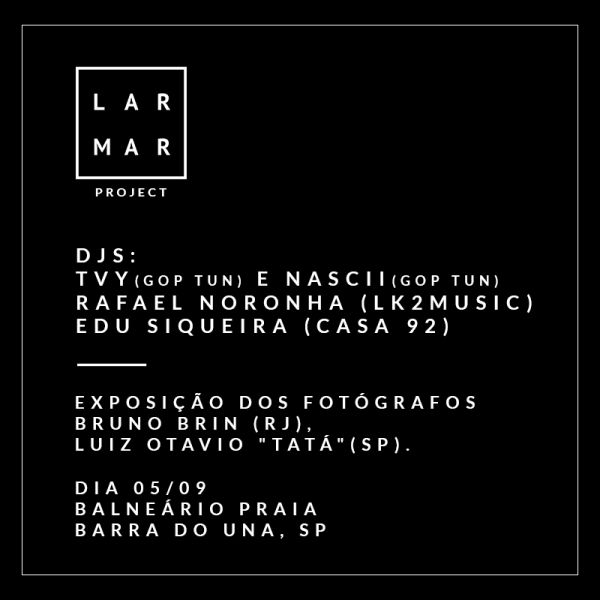 LAR
MAR
PROJECT
DJS:
TVY(GOP TUN) E NASCII(GOP TUN)
RAFAEL NORONHA (LK2MUSIC)
EDU SIQUEIRA (CASA 92)
EXPOSIÇÃO DOS FOTÓGRAFOS
BRUNO BRIN (RJ),
LUIZ OTAVIO "TATÁ"(SP).
DIA 05/09
BALNEÁRIO PRAIA
BARRA DO UNA, SP